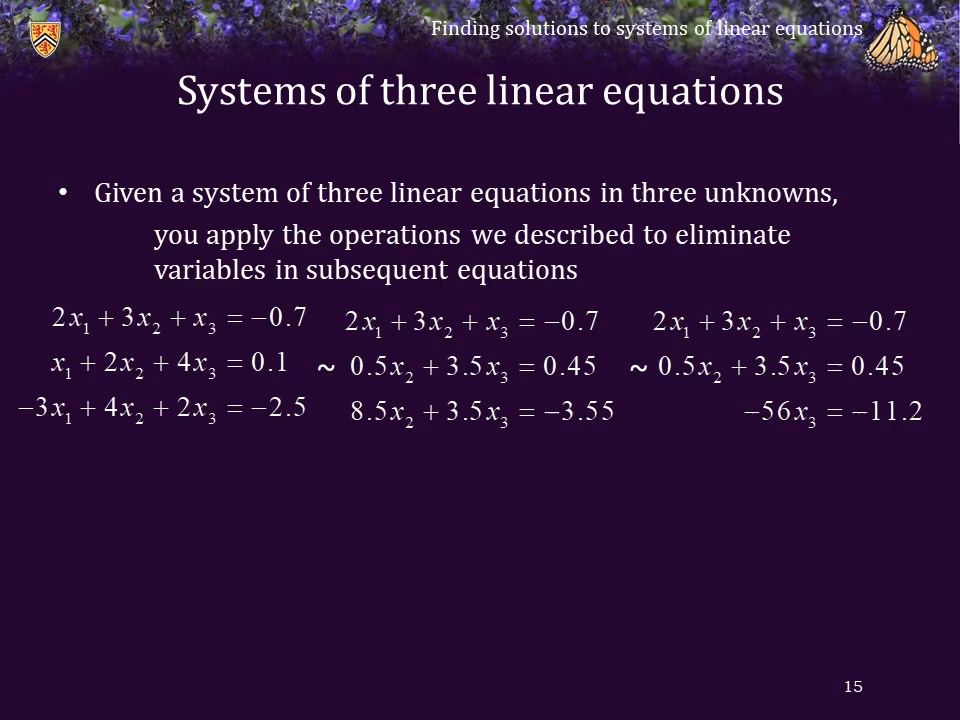 Finding solutions to systems of linear equations
Systems of three linear equations
• Given a system of three linear equations in three unknowns,
you apply the operations we described to eliminate
variables in subsequent equations
2x₁ + 3x₂ + x₃ = −0.7
x₁ + 2x₂ + 4x₃ = 0.1
−3x₁ + 4x₂ + 2x₃ = −2.5
2x₁ + 3x₂ + x₃ = −0.7
~ 0.5x₂ + 3.5x₃ = 0.45
8.5x₂ + 3.5x₃ = −3.55
2x₁ + 3x₂ + x₃ = −0.7
~ 0.5x₂ + 3.5x₃ = 0.45
−56x₃ = −11.2
15